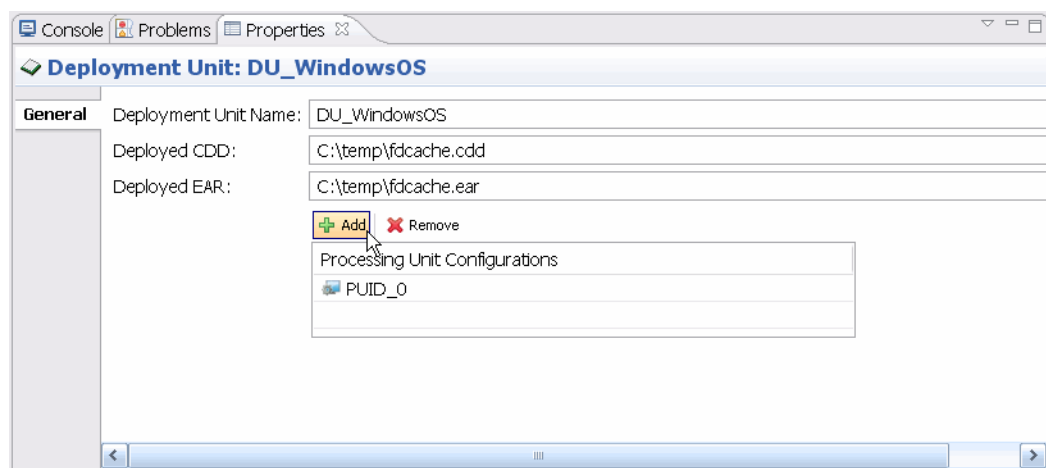 Console Problems Properties
Deployment Unit: DU_WindowsOS
General
Deployment Unit Name: DU_WindowsOS
Deployed CDD: C:\temp\fdcache.cdd
Deployed EAR: C:\temp\fdcache.ear
Add Remove
Processing Unit Configurations
PUID_0